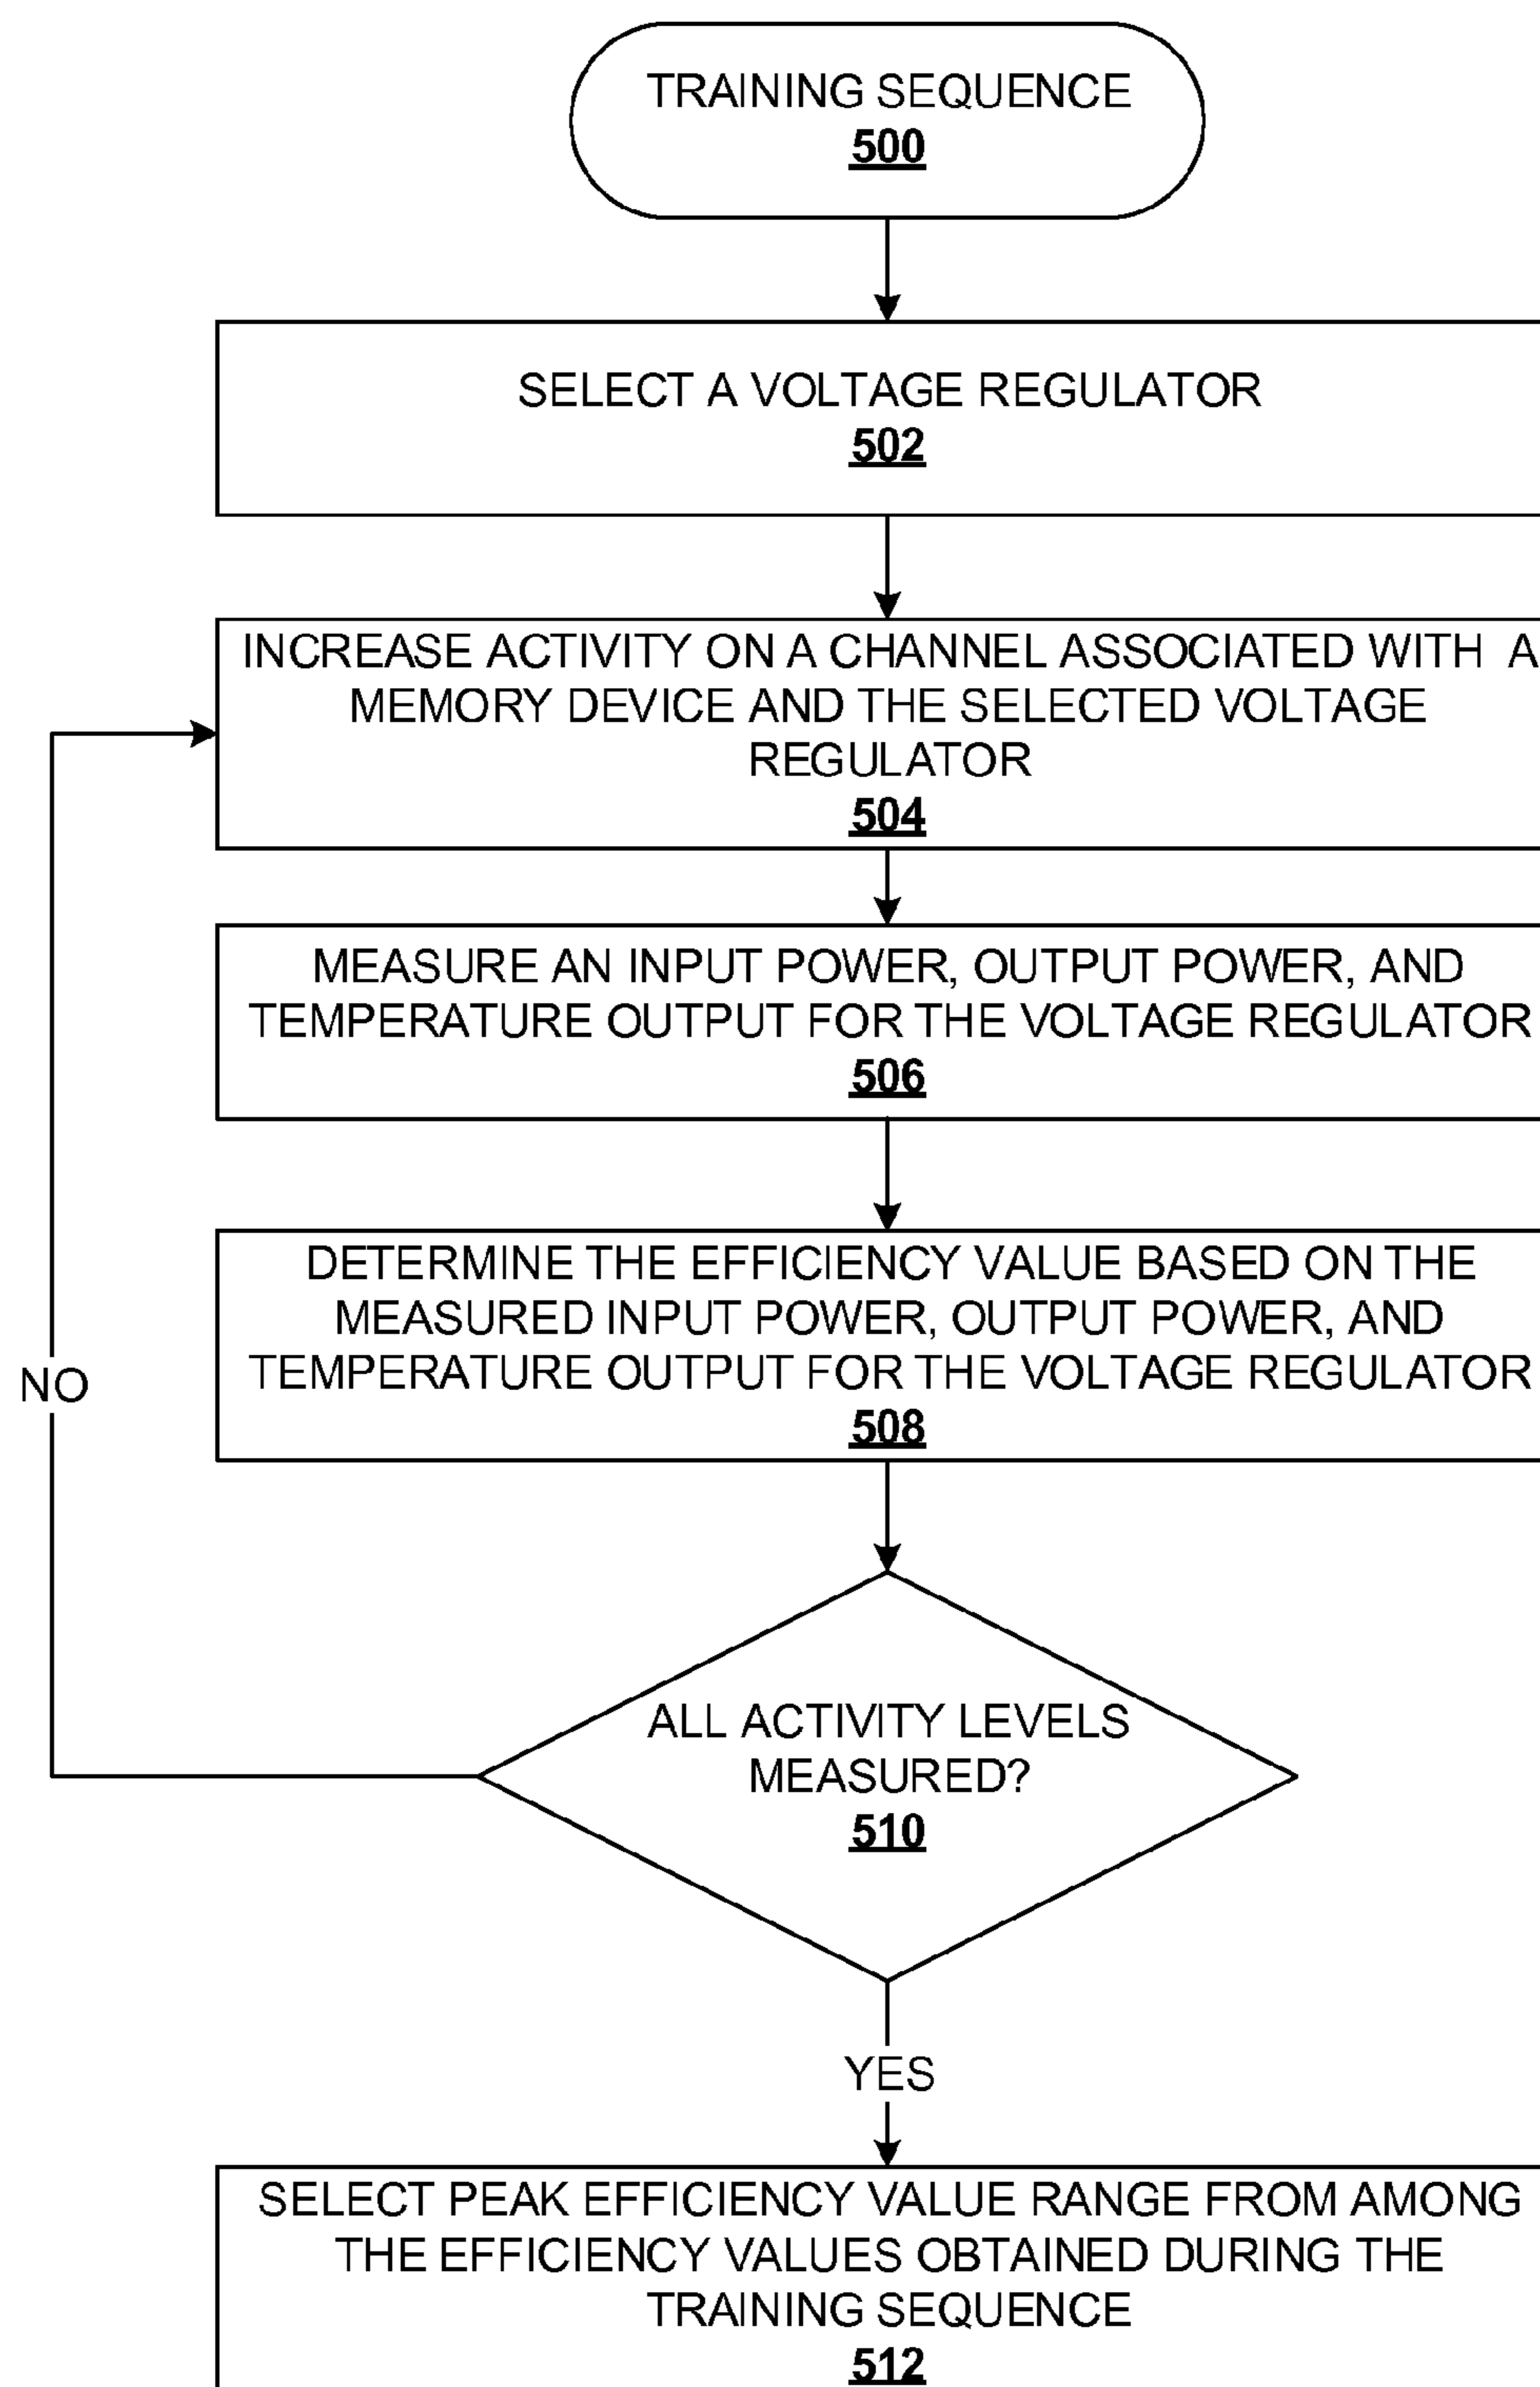 TRAINING SEQUENCE
500
SELECT A VOLTAGE REGULATOR
502
INCREASE ACTIVITY ON A CHANNEL ASSOCIATED WITH A
MEMORY DEVICE AND THE SELECTED VOLTAGE
REGULATOR
504
MEASURE AN INPUT POWER, OUTPUT POWER, AND
TEMPERATURE OUTPUT FOR THE VOLTAGE REGULATOR
506
DETERMINE THE EFFICIENCY VALUE BASED ON THE
MEASURED INPUT POWER, OUTPUT POWER, AND
TEMPERATURE OUTPUT FOR THE VOLTAGE REGULATOR
508
NO
ALL ACTIVITY LEVELS
MEASURED?
510
YES
SELECT PEAK EFFICIENCY VALUE RANGE FROM AMONG
THE EFFICIENCY VALUES OBTAINED DURING THE
TRAINING SEQUENCE
512